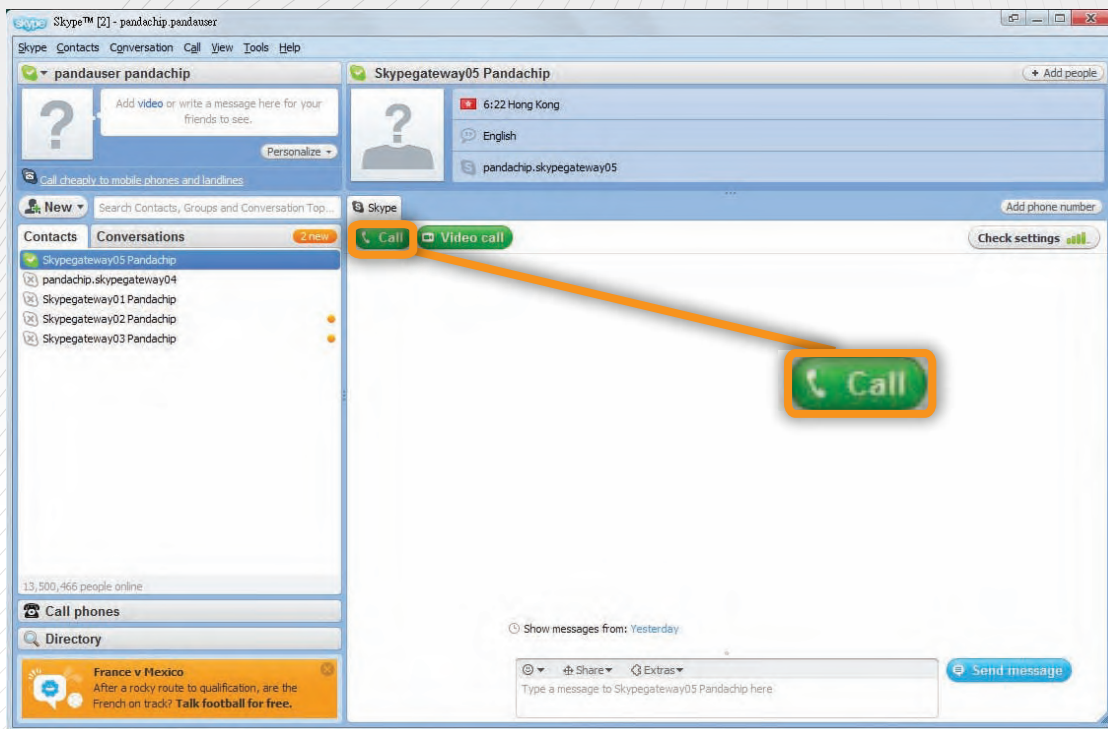 Skype™ [2] - pandachip.pandauser
Skype Contacts Conversation Call View Tools Help
pandauser pandachip
Add video or write a message here for your
friends to see.
Personalize
Call cheaply to mobile phones and landlines
New
Search Contacts, Groups and Conversation Top...
Contacts Conversations 2 new
Skypegateway05 Pandachip
pandachip.skypegateway04
Skypegateway01 Pandachip
Skypegateway02 Pandachip
Skypegateway03 Pandachip
13,500,466 people online
Call phones
Directory
France v Mexico
After a rocky route to qualification, are the
French on track? Talk football for free.
Skypegateway05 Pandachip
+ Add people
6:22 Hong Kong
English
pandachip.skypegateway05
Skype
Add phone number
Call Video call
Check settings
Call
Show messages from: Yesterday
Share Extras
Type a message to Skypegateway05 Pandachip here
Send message